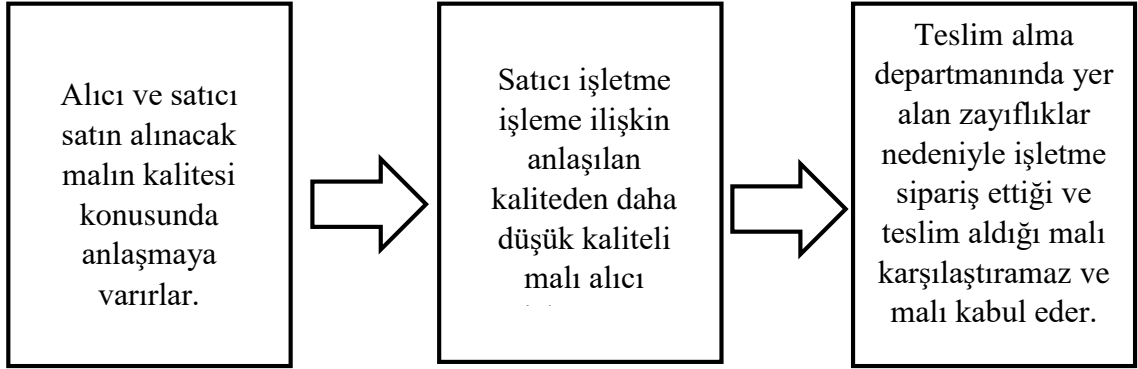 Alıcı ve satıcı
satın alınacak
malın kalitesi
konusunda
anlaşmaya
varırlar.
Satıcı işletme
işleme ilişkin
anlaşılan
kaliteden daha
düşük kaliteli
malı alıcı
Teslim alma
departmanında yer
alan zayıflıklar
nedeniyle işletme
sipariş ettiği ve
teslim aldığı malı
karşılaştıramaz ve
malı kabul eder.